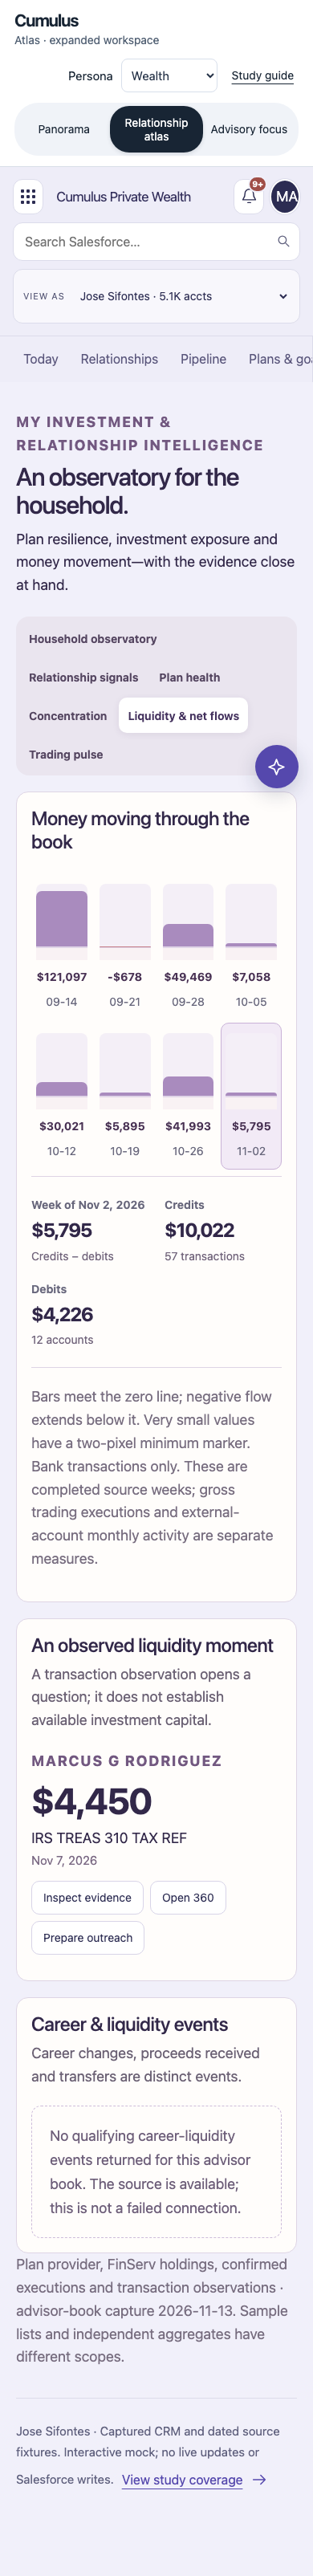 Cumulus
Atlas · expanded workspace
Persona
Wealth
Study guide
Panorama
Relationship
atlas
Advisory focus
Cumulus Private Wealth
9+
MA
Search Salesforce...
VIEW AS
Jose Sifontes · 5.1K accts
Today
Relationships
Pipeline
Plans & goa
MY INVESTMENT &
RELATIONSHIP INTELLIGENCE
An observatory for the
household.
Plan resilience, investment exposure and
money movement—with the evidence close
at hand.
Household observatory
Relationship signals
Plan health
Concentration
Liquidity & net flows
Trading pulse
Money moving through the
book
$121,097
-$678
$49,469
$7,058
09-14
09-21
09-28
10-05
$30,021
$5,895
$41,993
$5,795
10-12
10-19
10-26
11-02
Week of Nov 2, 2026
Credits
$5,795
$10,022
Credits − debits
57 transactions
Debits
$4,226
12 accounts
Bars meet the zero line; negative flow
extends below it. Very small values
have a two-pixel minimum marker.
Bank transactions only. These are
completed source weeks; gross
trading executions and external-
account monthly activity are separate
measures.
An observed liquidity moment
A transaction observation opens a
question; it does not establish
available investment capital.
MARCUS G RODRIGUEZ
$4,450
IRS TREAS 310 TAX REF
Nov 7, 2026
Inspect evidence
Open 360
Prepare outreach
Career & liquidity events
Career changes, proceeds received
and transfers are distinct events.
No qualifying career-liquidity
events returned for this advisor
book. The source is available;
this is not a failed connection.
Plan provider, FinServ holdings, confirmed
executions and transaction observations ·
advisor-book capture 2026-11-13. Sample
lists and independent aggregates have
different scopes.
Jose Sifontes · Captured CRM and dated source
fixtures. Interactive mock; no live updates or
Salesforce writes. View study coverage →